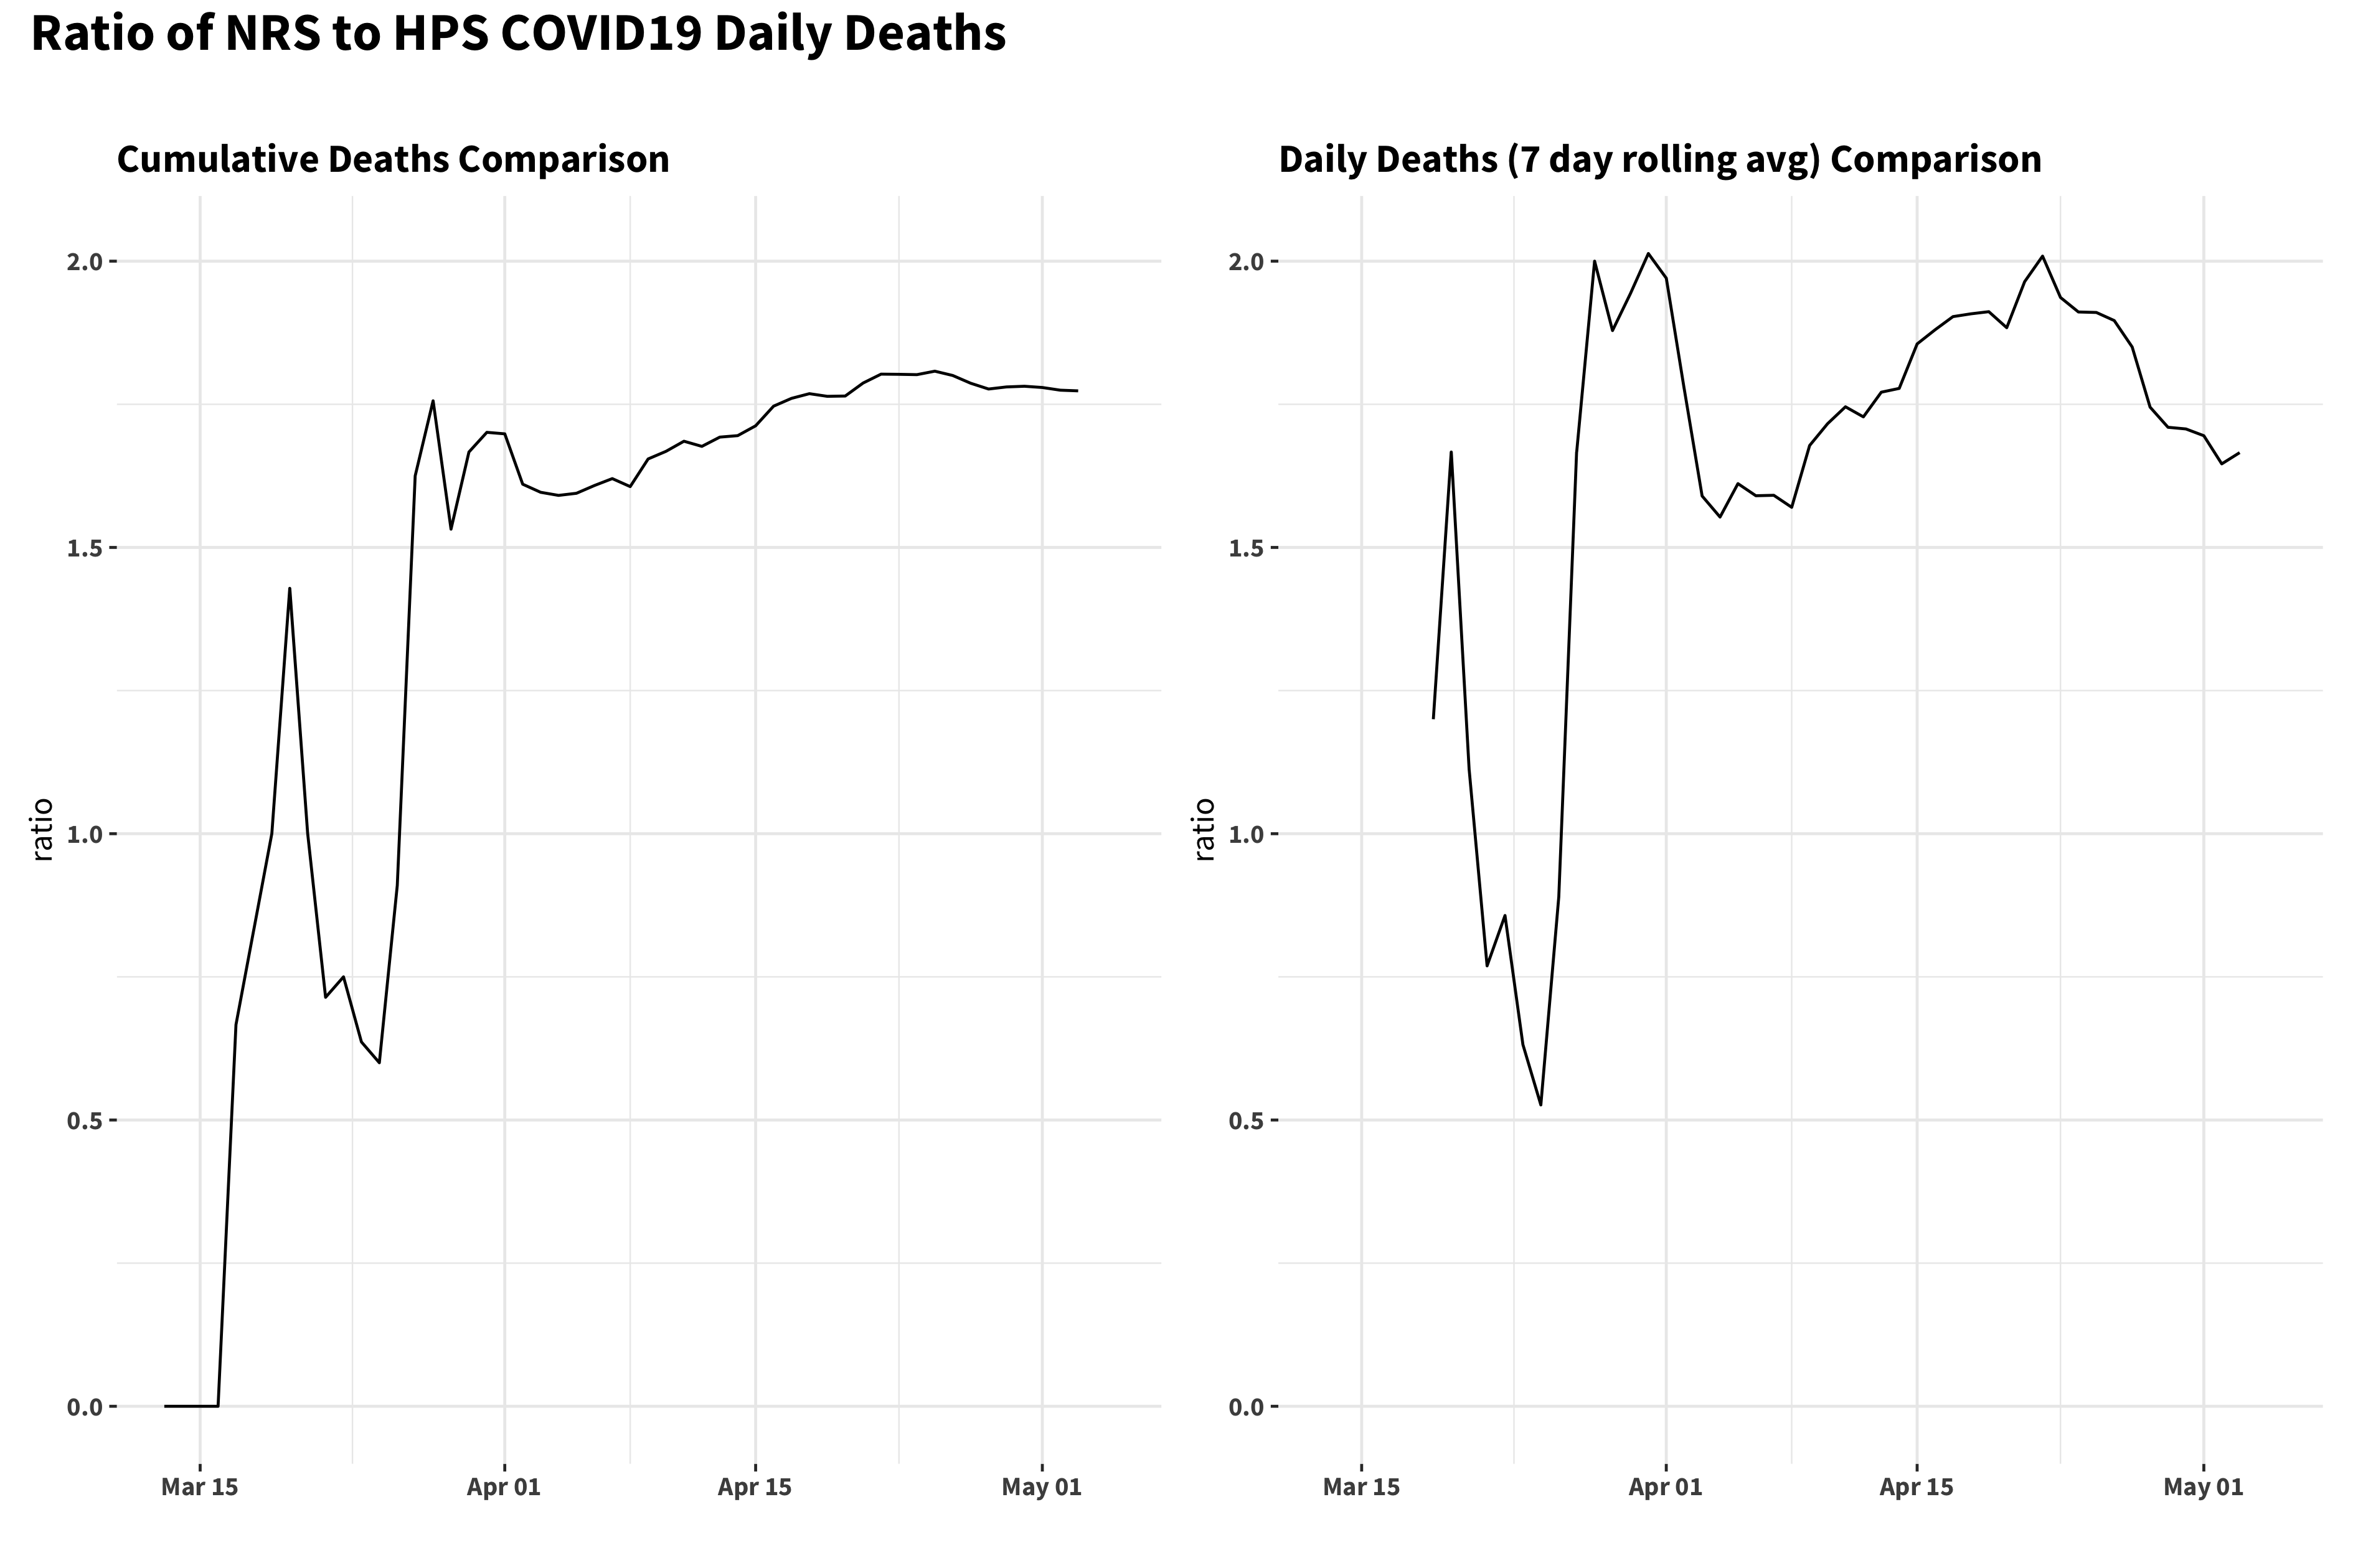 Ratio of NRS to HPS COVID19 Daily Deaths
Cumulative Deaths Comparison
ratio
2.0
1.5
1.0
0.5
0.0
Mar 15
Apr 01
Apr 15
May 01
Daily Deaths (7 day rolling avg) Comparison
ratio
2.0
1.5
1.0
0.5
0.0
Mar 15
Apr 01
Apr 15
May 01